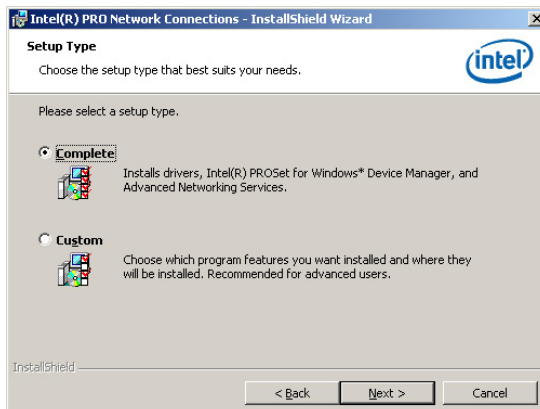 Intel(R) PRO Network Connections - InstallShield Wizard
Setup Type
Choose the setup type that best suits your needs.
intel
Please select a setup type.
Complete
Installs drivers, Intel(R) PROSet for Windows* Device Manager, and
Advanced Networking Services.
Custom
Choose which program features you want installed and where they
will be installed. Recommended for advanced users.
InstallShield
< Back
Next >
Cancel